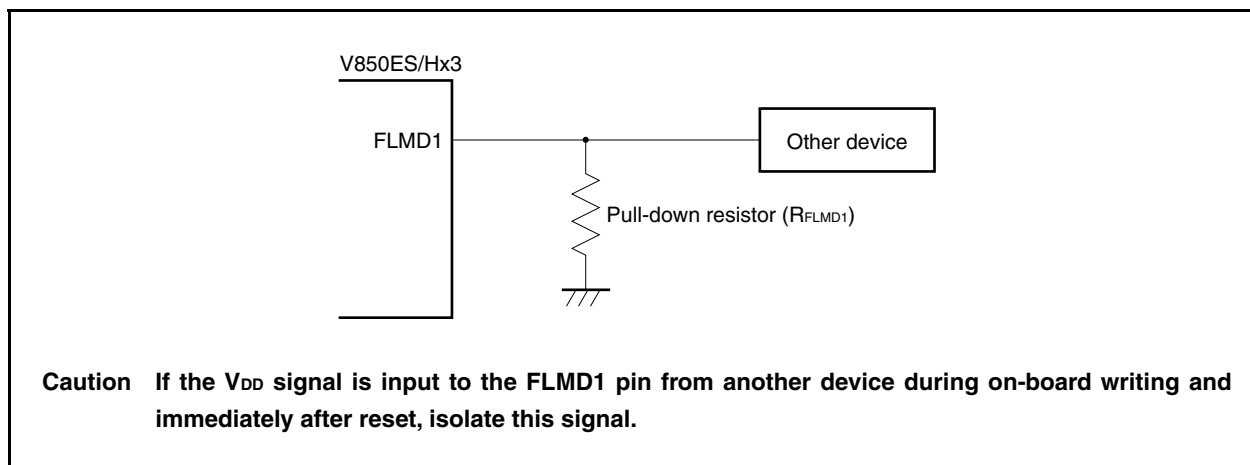 V850ES/Hx3
FLMD1
Other device
Pull-down resistor (RFLMD1)
Caution If the VDD signal is input to the FLMD1 pin from another device during on-board writing and
immediately after reset, isolate this signal.